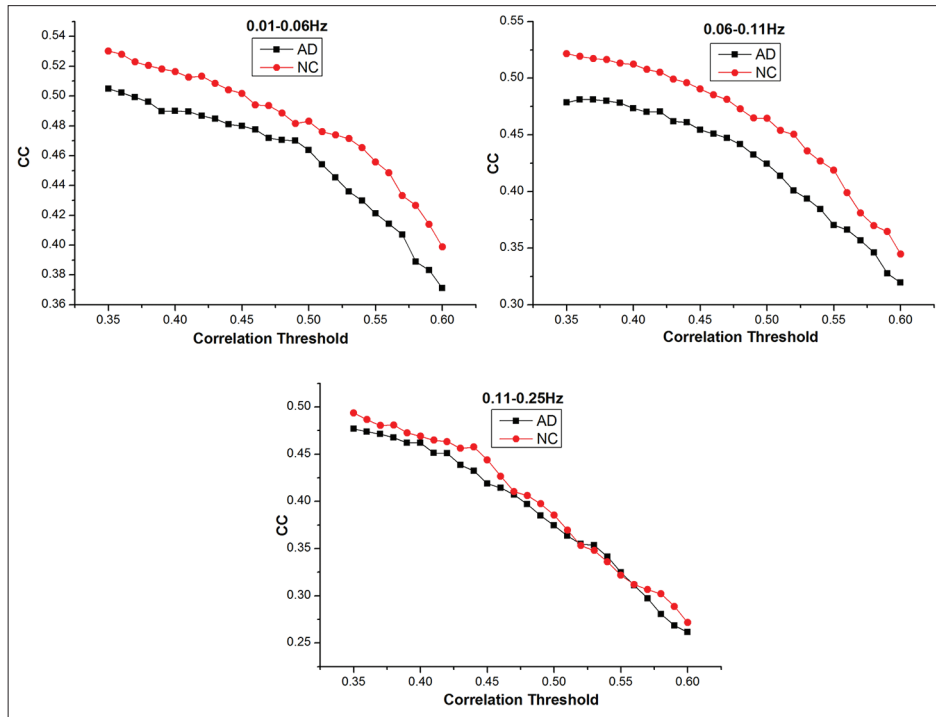 0.01-0.06Hz
AD
NC
CC
0.54
0.52
0.50
0.48
0.46
0.44
0.42
0.40
0.38
0.36
0.35 0.40 0.45 0.50 0.55 0.60
Correlation Threshold
0.06-0.11Hz
AD
NC
CC
0.55
0.50
0.45
0.40
0.35
0.30
0.35 0.40 0.45 0.50 0.55 0.60
Correlation Threshold
0.11-0.25Hz
AD
NC
CC
0.50
0.45
0.40
0.35
0.30
0.25
0.35 0.40 0.45 0.50 0.55 0.60
Correlation Threshold